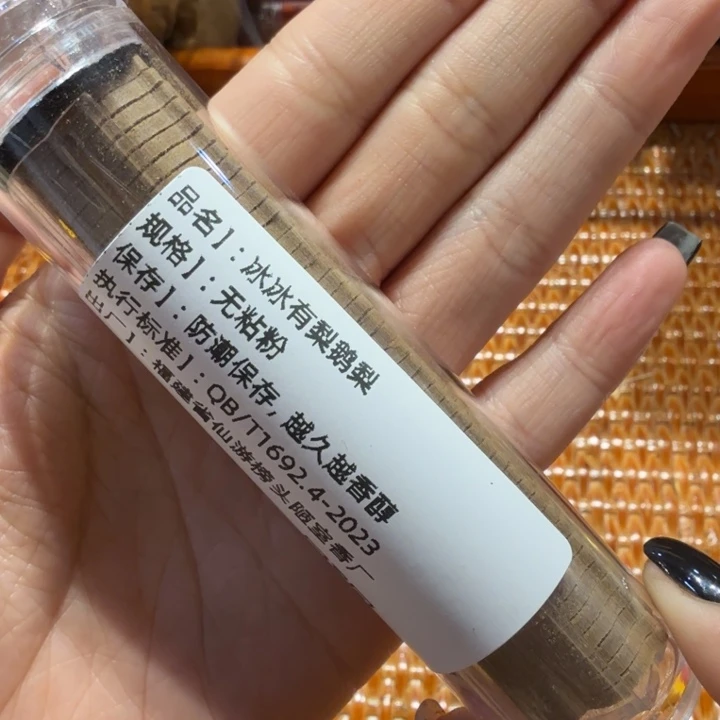 品名】：冰冰有梨鹅梨
规格】：无粘粉
保存】：防潮保存，越久越香醇
执行标准】：QB/T1692.4-2023
出厂】：福建省仙游榜头陋室香厂